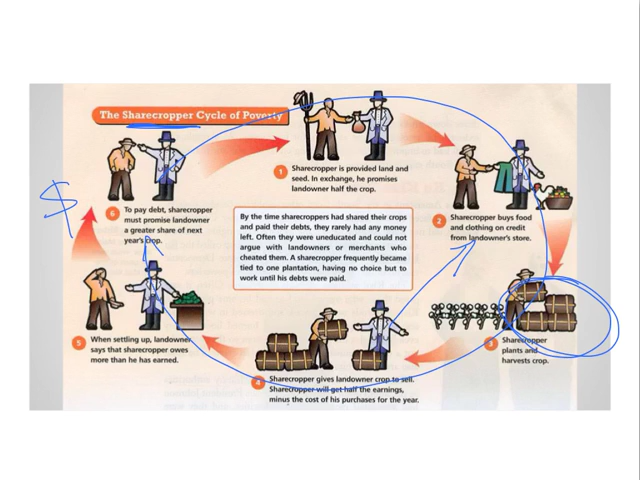 The Sharecropper Cycle of Poverty
1 Sharecropper is provided land and
seed. In exchange, he promises
landowner half the crop.
2 Sharecropper buys food
and clothing on credit
from landowner's store.
3 Sharecropper
plants and
harvests crop.
4 Sharecropper gives landowner crop to sell.
Sharecropper will get half the earnings,
minus the cost of his purchases for the year.
5 When settling up, landowner
says that sharecropper owes
more than he has earned.
6 To pay debt, sharecropper
must promise landowner
a greater share of next
year's crop.
By the time sharecroppers had shared their crops
and paid their debts, they rarely had any money
left. Often they were uneducated and could not
argue with landowners or merchants who
cheated them. A sharecropper frequently became
tied to one plantation, having no choice but to
work until his debts were paid.
$